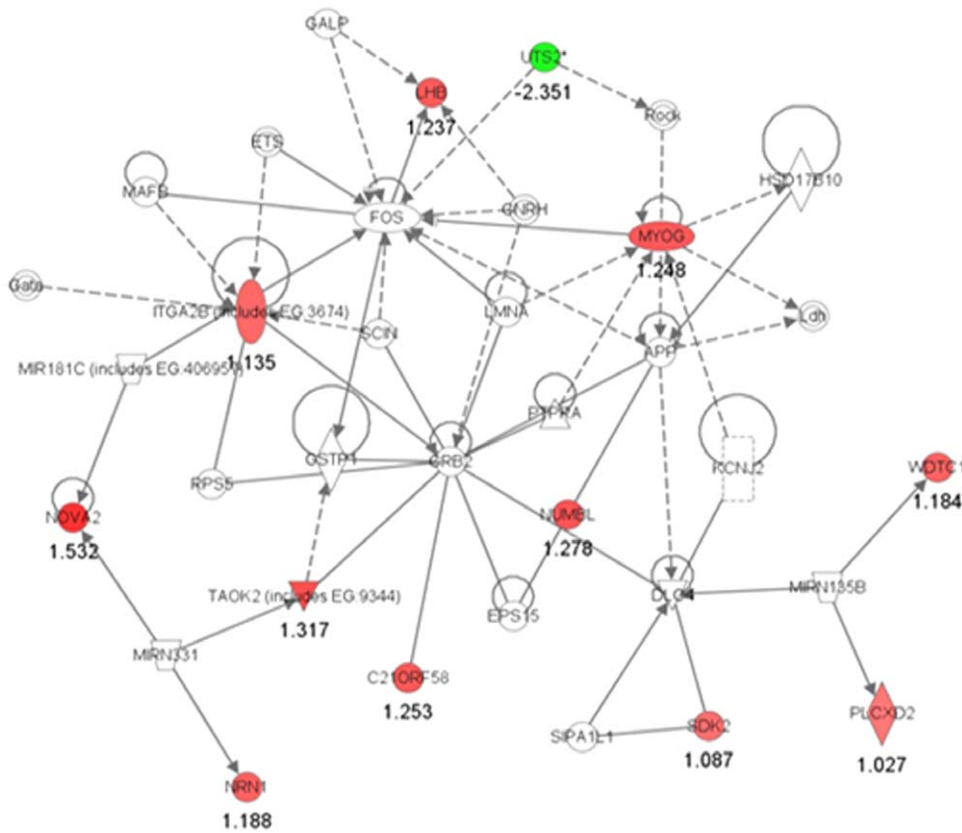 GALP
UTS2*
-2.351
LHB
1.237
Rock
ETS
HSD17B10
MAFB
FOS
GNRH
MYOG
1.248
Gata
ITGA2B (includes EG:3674)
1.135
SCIN
LMNA
Ldh
APP
MIR181C (includes EG:406957)
PTPRA
GSTP1
GRB2
KCNJ2
WDTC1
1.184
RPS5
NOVA2
1.532
NUMBL
1.278
TAOK2 (includes EG:9344)
1.317
EPS15
DLG4
MIRN135B
MIRN331
C21ORF58
1.253
SIPA1L1
SDK2
1.087
PLCXD2
1.027
NRN1
1.188